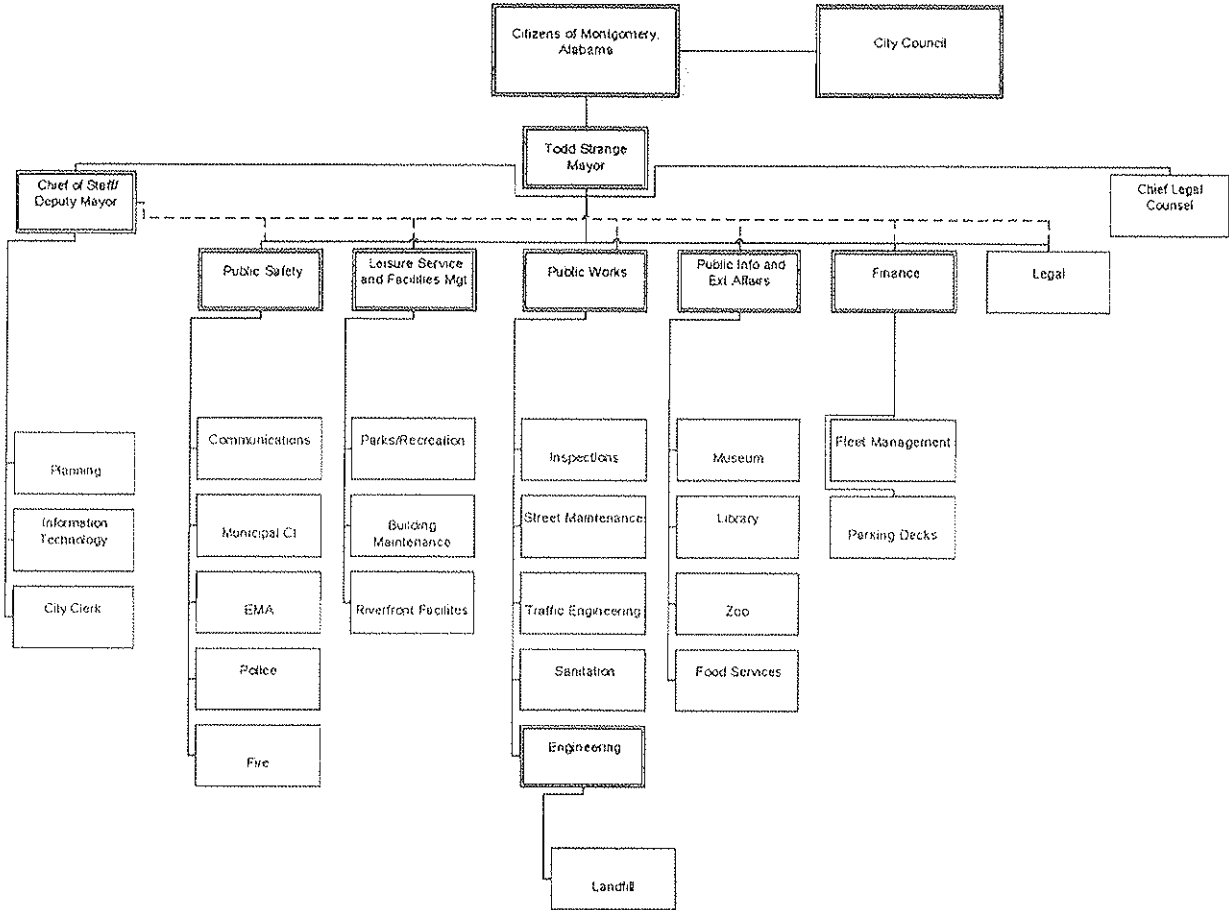 Citizens of Montgomery,
Alabama
City Council
Todd Strange
Mayor
Chief of Staff/
Deputy Mayor
Chief Legal
Counsel
Public Safety
Leisure Service
and Facilities Mgt
Public Works
Public Info and
Ext Affairs
Finance
Legal
Planning
Information
Technology
City Clerk
Communications
Municipal Ct
EMA
Police
Fire
Parks/Recreation
Building
Maintenance
Riverfront Facilites
Inspections
Street Maintenance
Traffic Engineering
Sanitation
Engineering
Landfill
Museum
Library
Zoo
Food Services
Fleet Management
Parking Decks